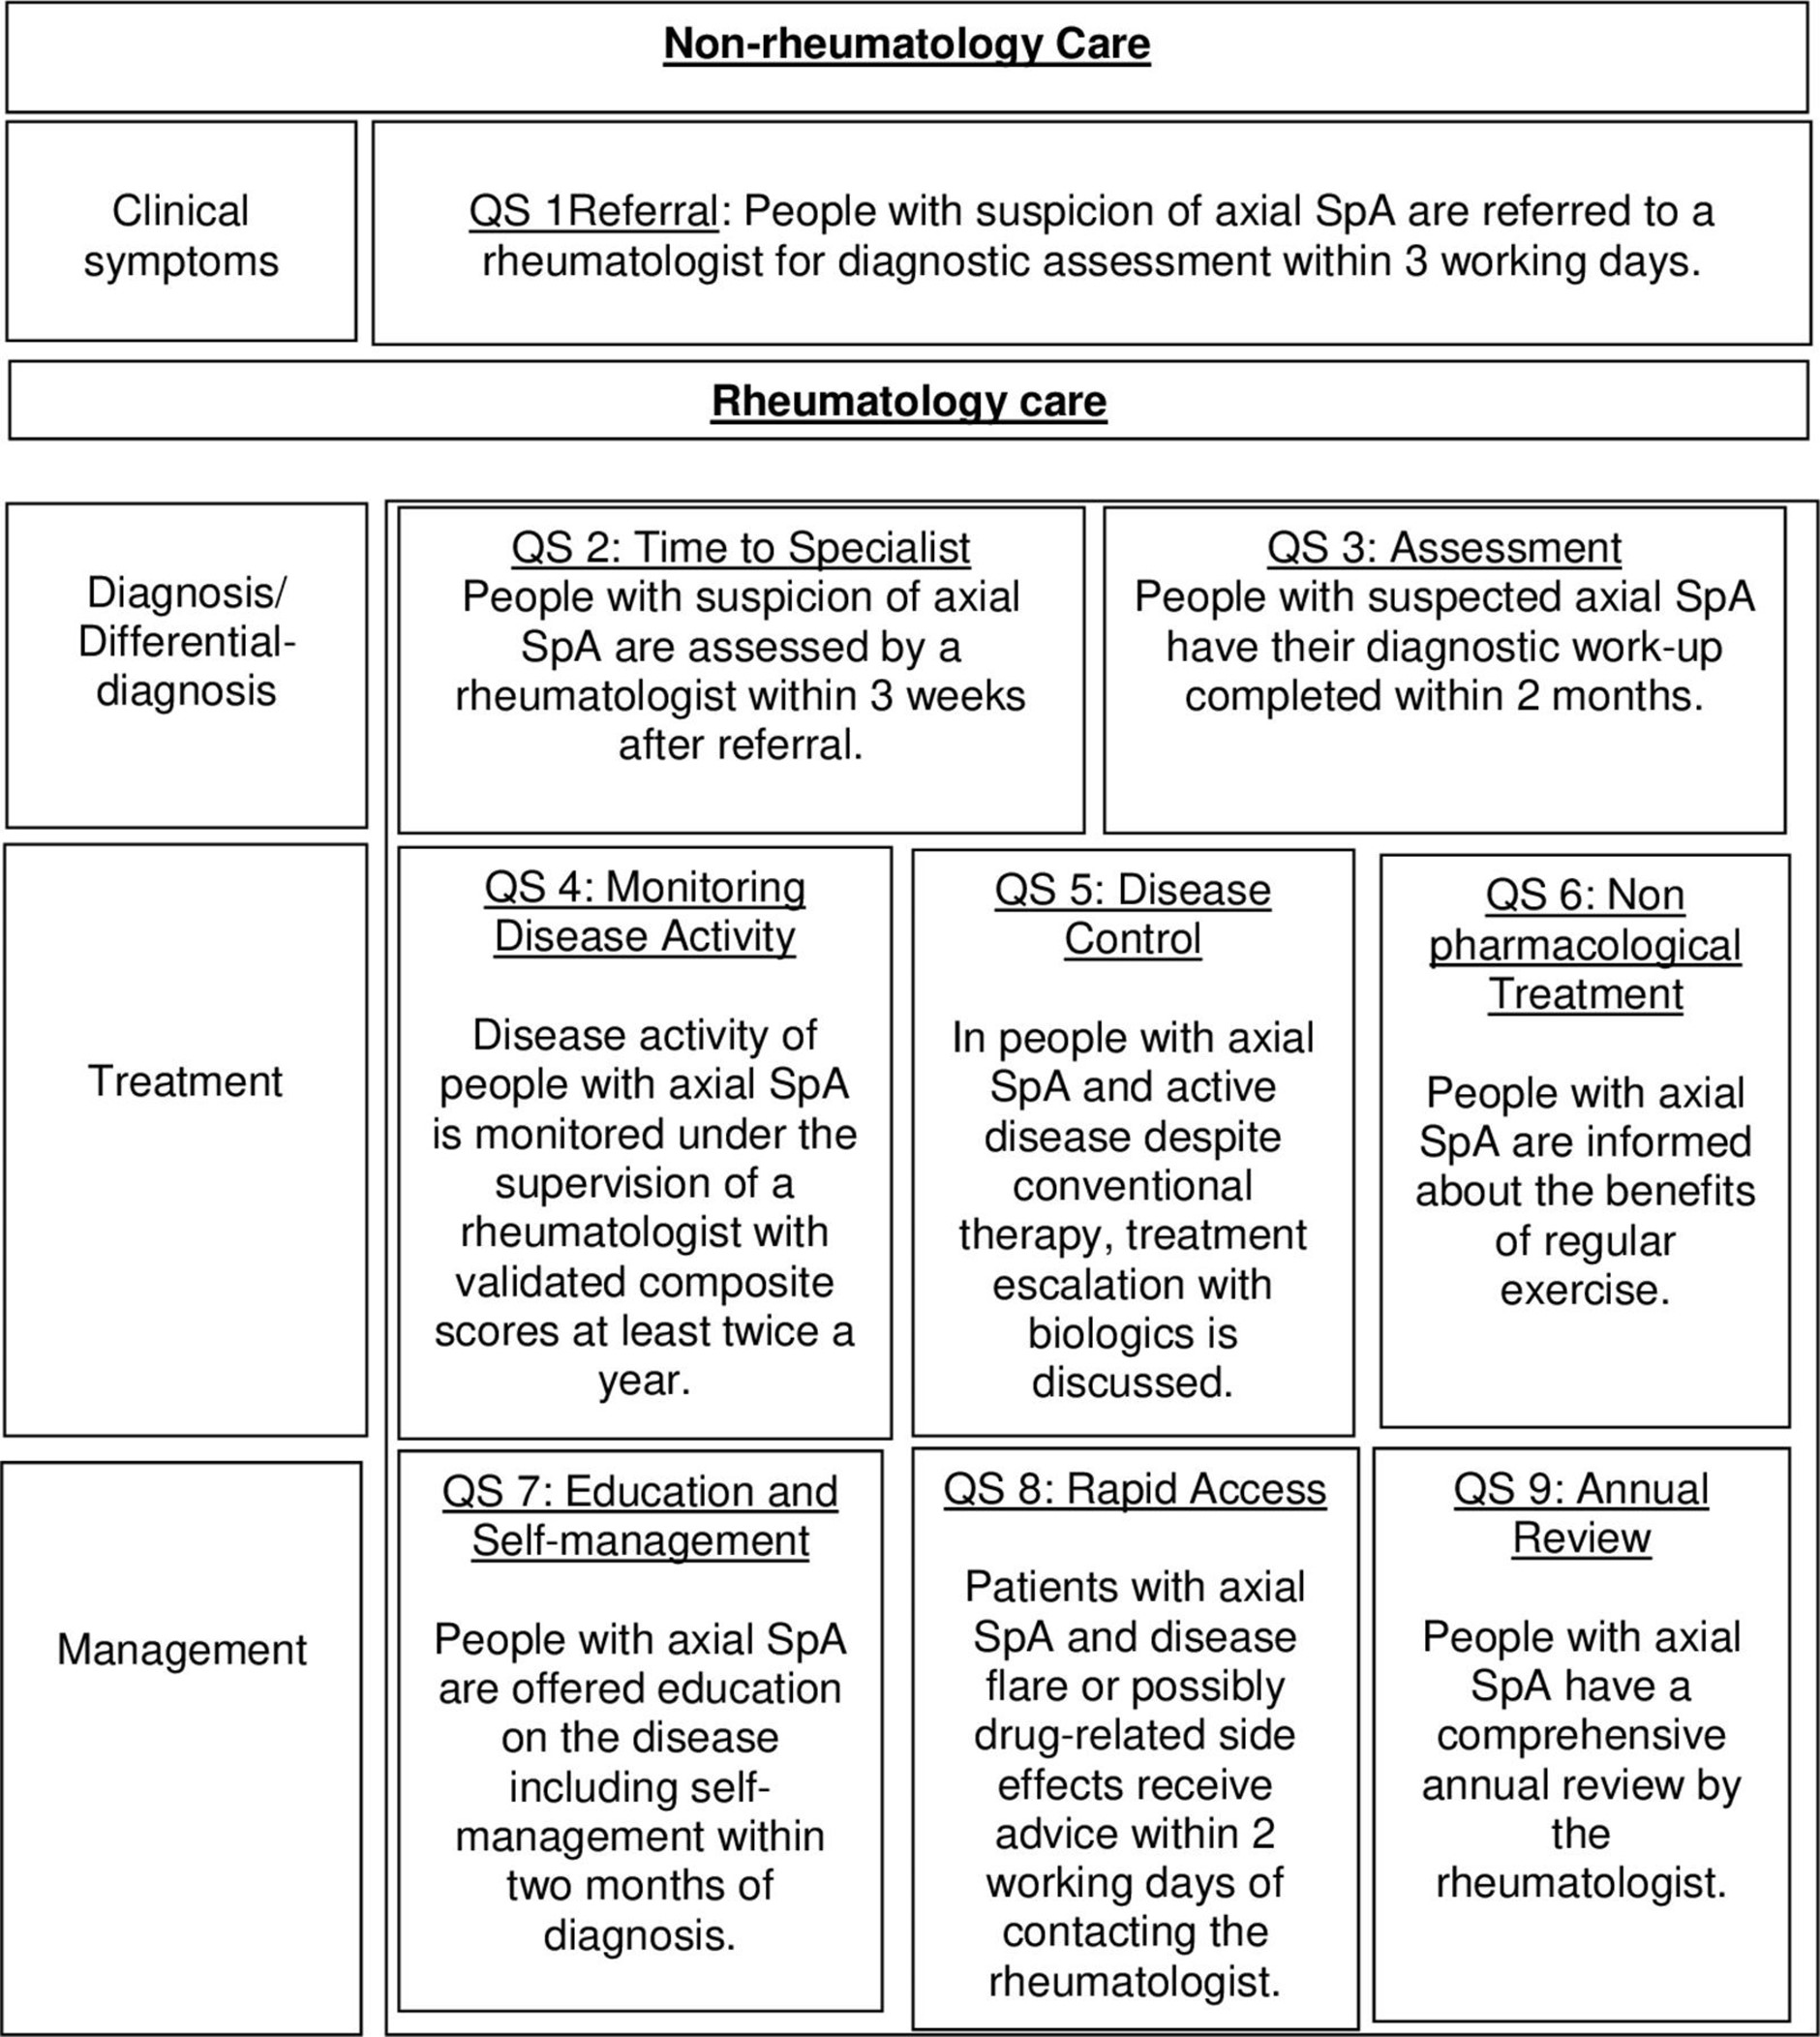 Non-rheumatology Care
Clinical
symptoms
QS 1Referral: People with suspicion of axial SpA are referred to a
rheumatologist for diagnostic assessment within 3 working days.
Rheumatology care
Diagnosis/
Differential-
diagnosis
QS 2: Time to Specialist
People with suspicion of axial
SpA are assessed by a
rheumatologist within 3 weeks
after referral.
QS 3: Assessment
People with suspected axial SpA
have their diagnostic work-up
completed within 2 months.
Treatment
QS 4: Monitoring
Disease Activity
Disease activity of
people with axial SpA
is monitored under the
supervision of a
rheumatologist with
validated composite
scores at least twice a
year.
QS 5: Disease
Control
In people with axial
SpA and active
disease despite
conventional
therapy, treatment
escalation with
biologics is
discussed.
QS 6: Non
pharmacological
Treatment
People with axial
SpA are informed
about the benefits
of regular
exercise.
Management
QS 7: Education and
Self-management
People with axial SpA
are offered education
on the disease
including self-
management within
two months of
diagnosis.
QS 8: Rapid Access
Patients with axial
SpA and disease
flare or possibly
drug-related side
effects receive
advice within 2
working days of
contacting the
rheumatologist.
QS 9: Annual
Review
People with axial
SpA have a
comprehensive
annual review by
the
rheumatologist.